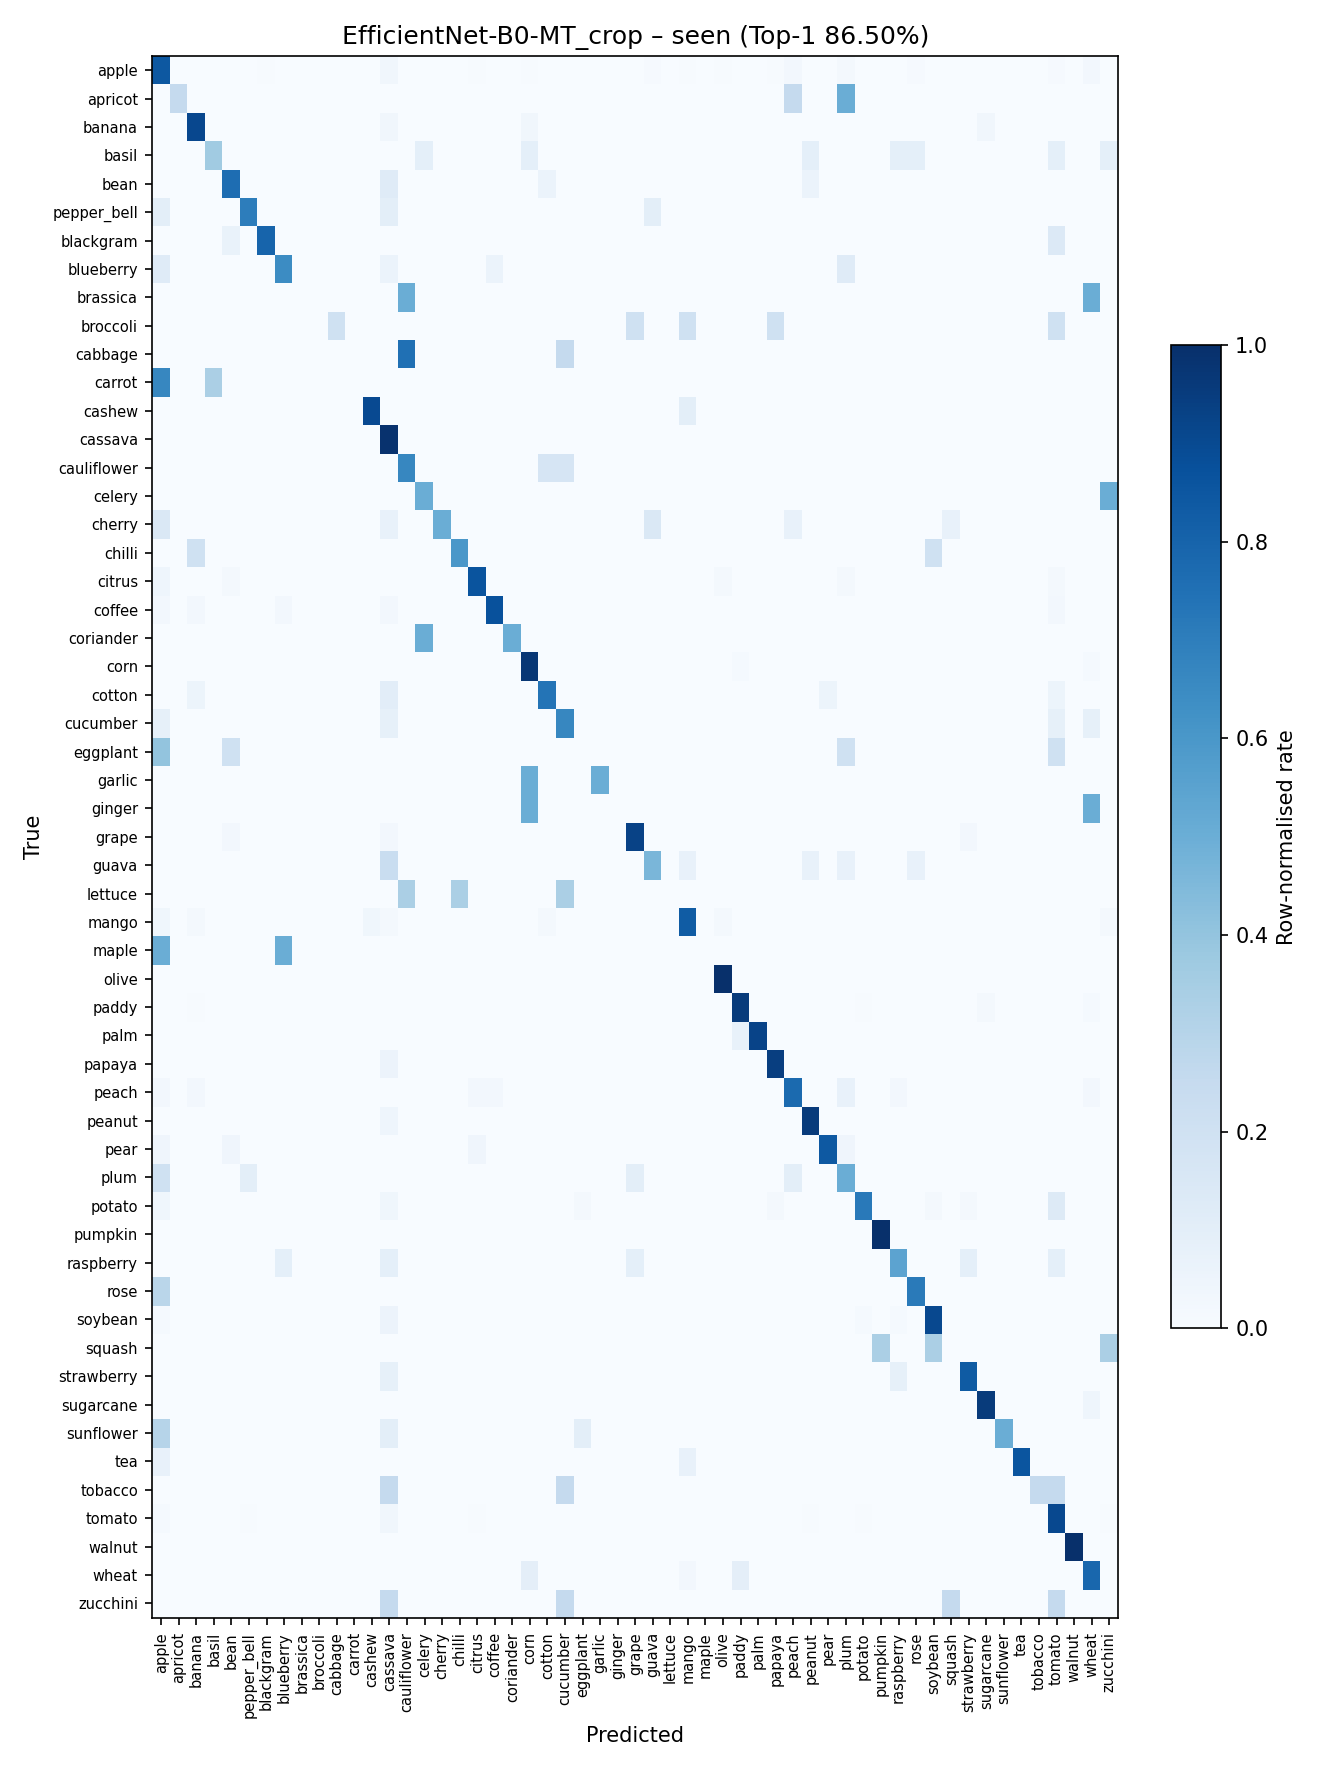 EfficientNet-B0-MT_crop – seen (Top-1 86.50%)
apple
apricot
banana
basil
bean
pepper_bell
blackgram
blueberry
brassica
broccoli
cabbage
carrot
cashew
cassava
cauliflower
celery
cherry
chilli
citrus
coffee
coriander
corn
cotton
cucumber
eggplant
garlic
ginger
grape
guava
lettuce
mango
maple
olive
paddy
palm
papaya
peach
peanut
pear
plum
potato
pumpkin
raspberry
rose
soybean
squash
strawberry
sugarcane
sunflower
tea
tobacco
tomato
walnut
wheat
zucchini
True
apple
apricot
banana
basil
bean
pepper_bell
blackgram
blueberry
brassica
broccoli
cabbage
carrot
cashew
cassava
cauliflower
celery
cherry
chilli
citrus
coffee
coriander
corn
cotton
cucumber
eggplant
garlic
ginger
grape
guava
lettuce
mango
maple
olive
paddy
palm
papaya
peach
peanut
pear
plum
potato
pumpkin
raspberry
rose
soybean
squash
strawberry
sugarcane
sunflower
tea
tobacco
tomato
walnut
wheat
zucchini
Predicted
1.0
0.8
0.6
0.4
0.2
0.0
Row-normalised rate